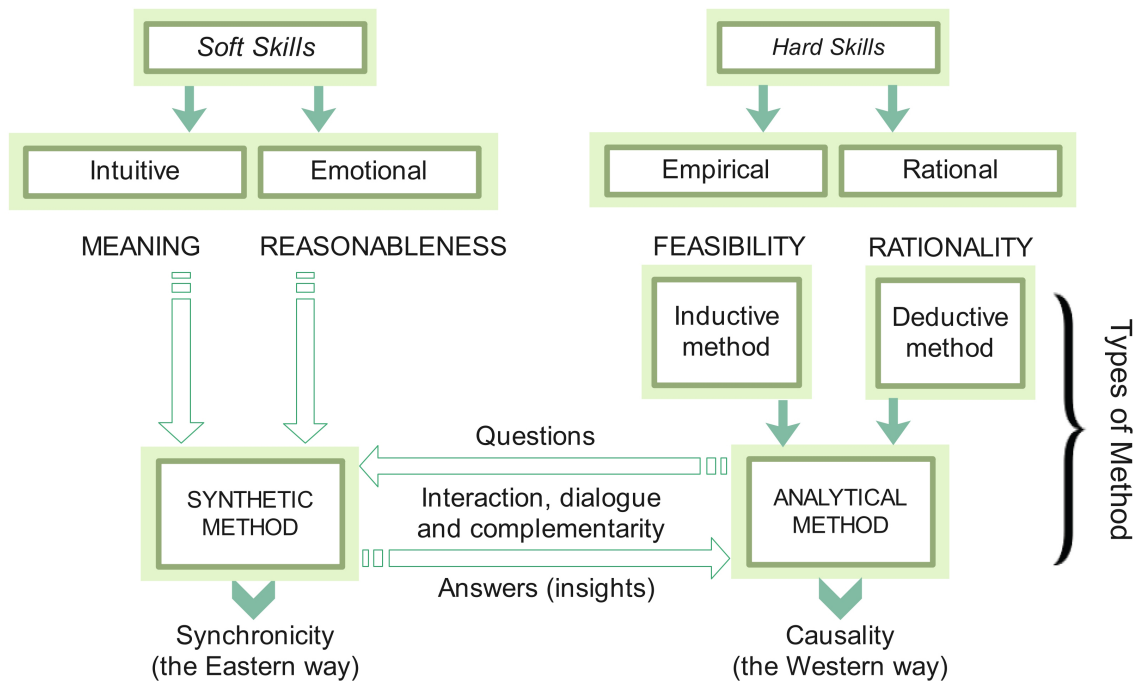 Soft Skills
Hard Skills
Intuitive
Emotional
Empirical
Rational
MEANING
REASONABLENESS
FEASIBILITY
RATIONALITY
Inductive
method
Deductive
method
Types of Method
Questions
SYNTHETIC
METHOD
Interaction, dialogue
and complementarity
ANALYTICAL
METHOD
Answers (insights)
Synchronicity
(the Eastern way)
Causality
(the Western way)